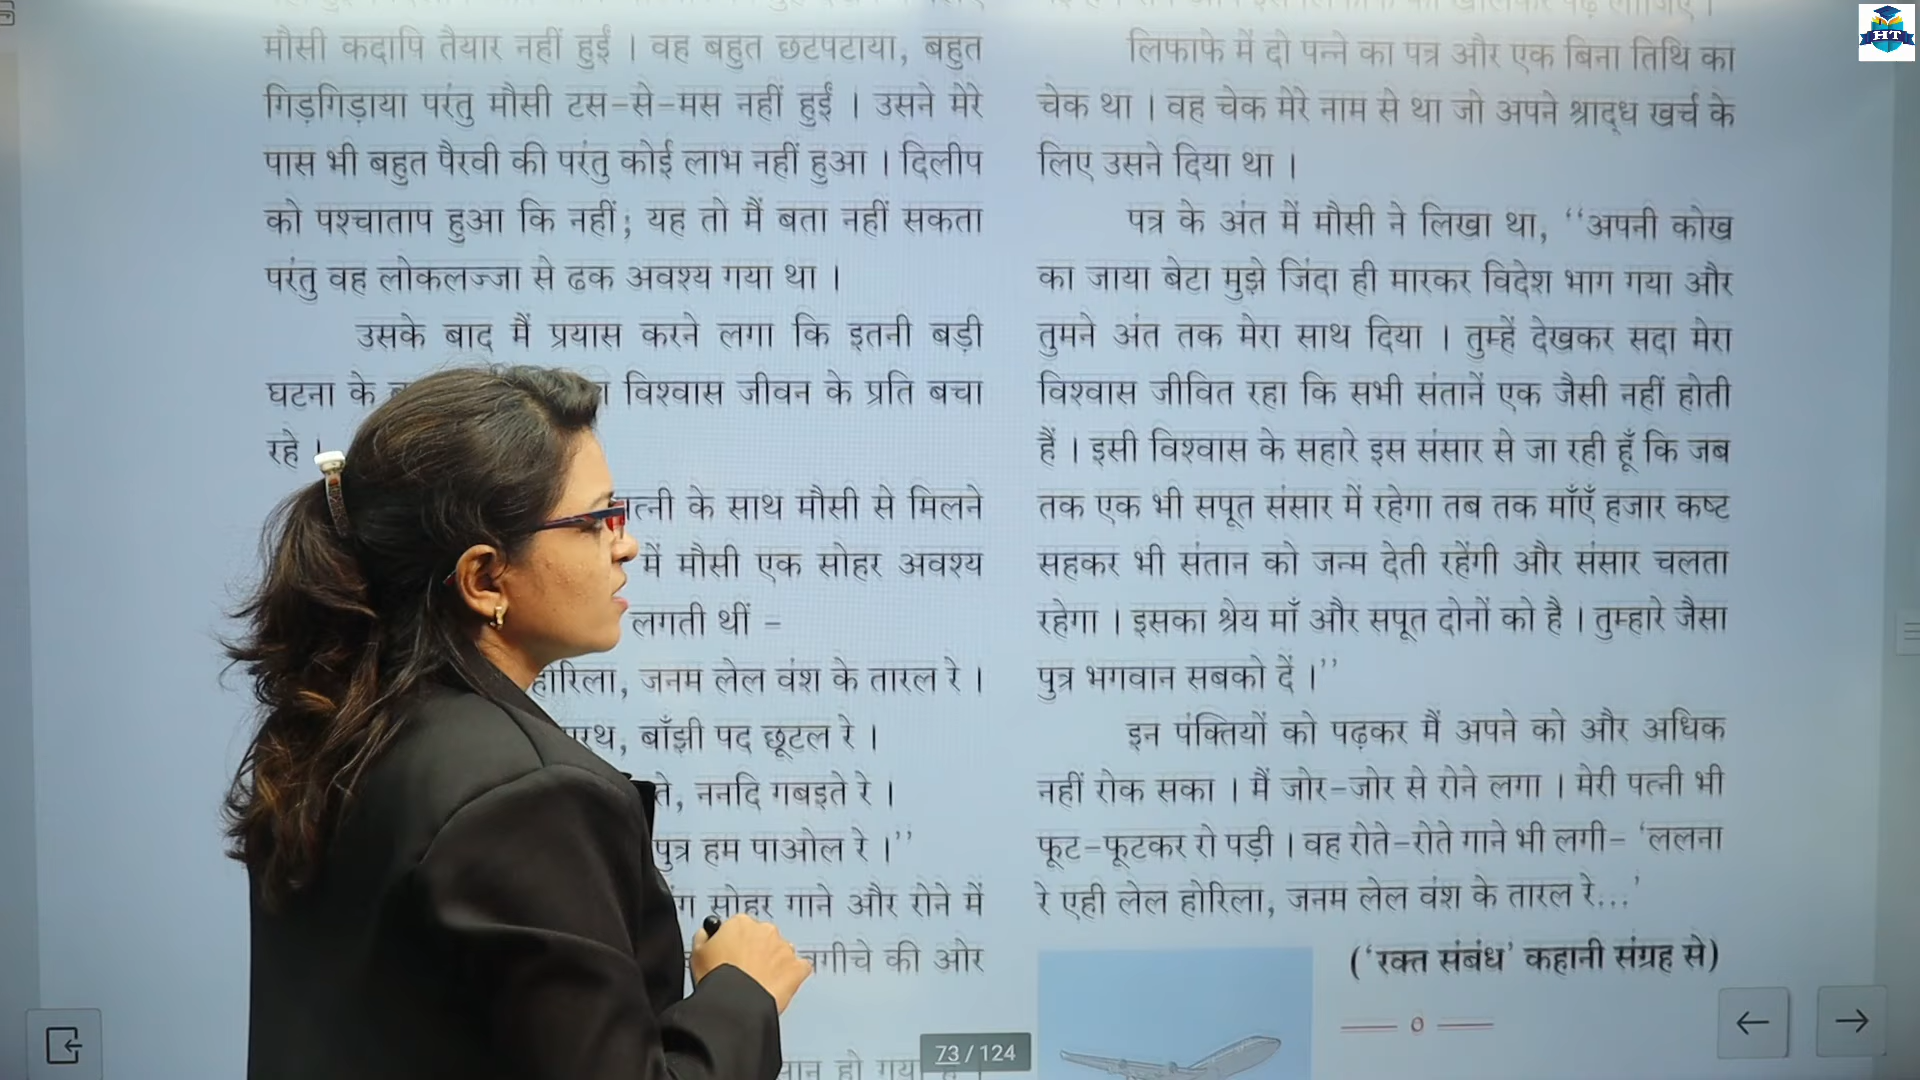 मौसी कदापि तैयार नहीं हुईं । वह बहुत छटपटाया, बहुत
गिड़गिड़ाया परंतु मौसी टस-से-मस नहीं हुईं । उसने मेरे
पास भी बहुत पैरवी की परंतु कोई लाभ नहीं हुआ । दिलीप
को पश्चाताप हुआ कि नहीं; यह तो मैं बता नहीं सकता
परंतु वह लोकलज्जा से ढक अवश्य गया था ।
उसके बाद मैं प्रयास करने लगा कि इतनी बड़ी
घटना के विश्वास जीवन के प्रति बचा
रहे ।
के साथ मौसी से मिलने
में मौसी एक सोहर अवश्य
लगती थीं –
होरिला, जनम लेल वंश के तारल रे ।
बाँझी पद छूटल रे ।
ननदि गबइते रे ।
पुत्र हम पाओल रे ।’’
सोहर गाने और रोने में
की ओर
लिफाफे में दो पन्ने का पत्र और एक बिना तिथि का
चेक था । वह चेक मेरे नाम से था जो अपने श्राद्ध खर्च के
लिए उसने दिया था ।
पत्र के अंत में मौसी ने लिखा था, ‘‘अपनी कोख
का जाया बेटा मुझे जिंदा ही मारकर विदेश भाग गया और
तुमने अंत तक मेरा साथ दिया । तुम्हें देखकर सदा मेरा
विश्वास जीवित रहा कि सभी संतानें एक जैसी नहीं होती
हैं । इसी विश्वास के सहारे इस संसार से जा रही हूँ कि जब
तक एक भी सपूत संसार में रहेगा तब तक माँएँ हजार कष्ट
सहकर भी संतान को जन्म देती रहेंगी और संसार चलता
रहेगा । इसका श्रेय माँ और सपूत दोनों को है । तुम्हारे जैसा
पुत्र भगवान सबको दें ।’’
इन पंक्तियों को पढ़कर मैं अपने को और अधिक
नहीं रोक सका । मैं जोर-जोर से रोने लगा । मेरी पत्नी भी
फूट-फूटकर रो पड़ी । वह रोते-रोते गाने भी लगी– ‘ललना
रे एही लेल होरिला, जनम लेल वंश के तारल रे...’
(‘रक्त संबंध’ कहानी संग्रह से)
०
73 / 124
HT